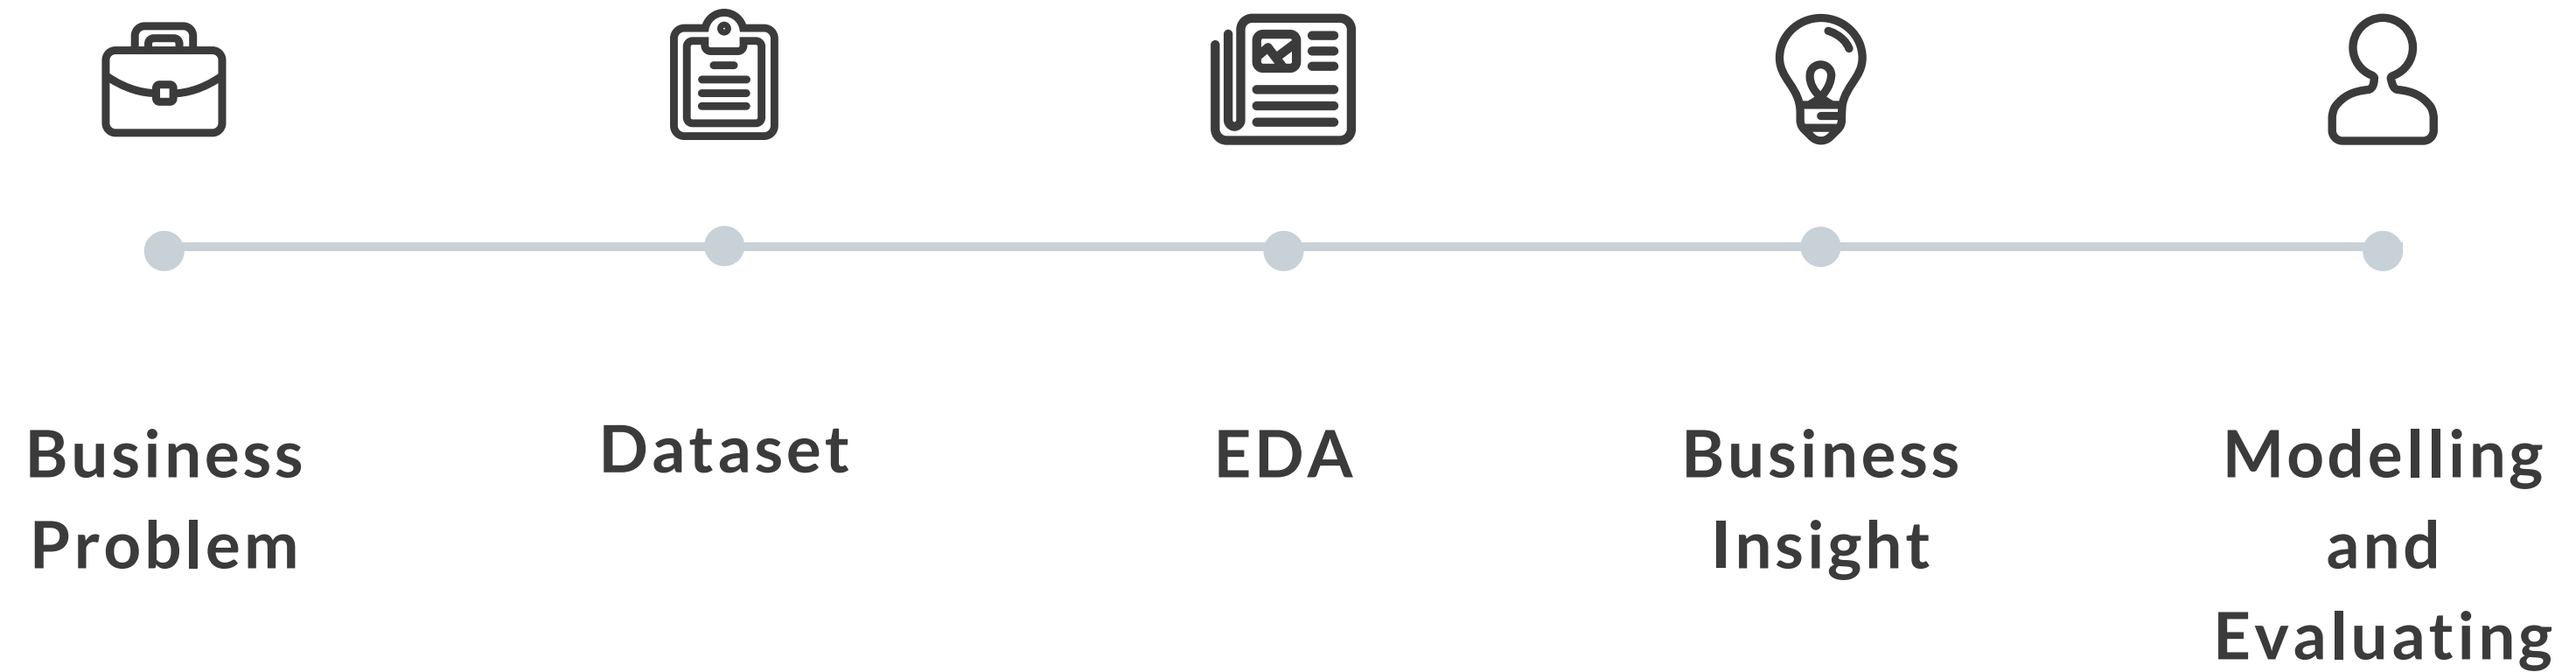 Business
Problem
Dataset
EDA
Business
Insight
Modelling
and
Evaluating